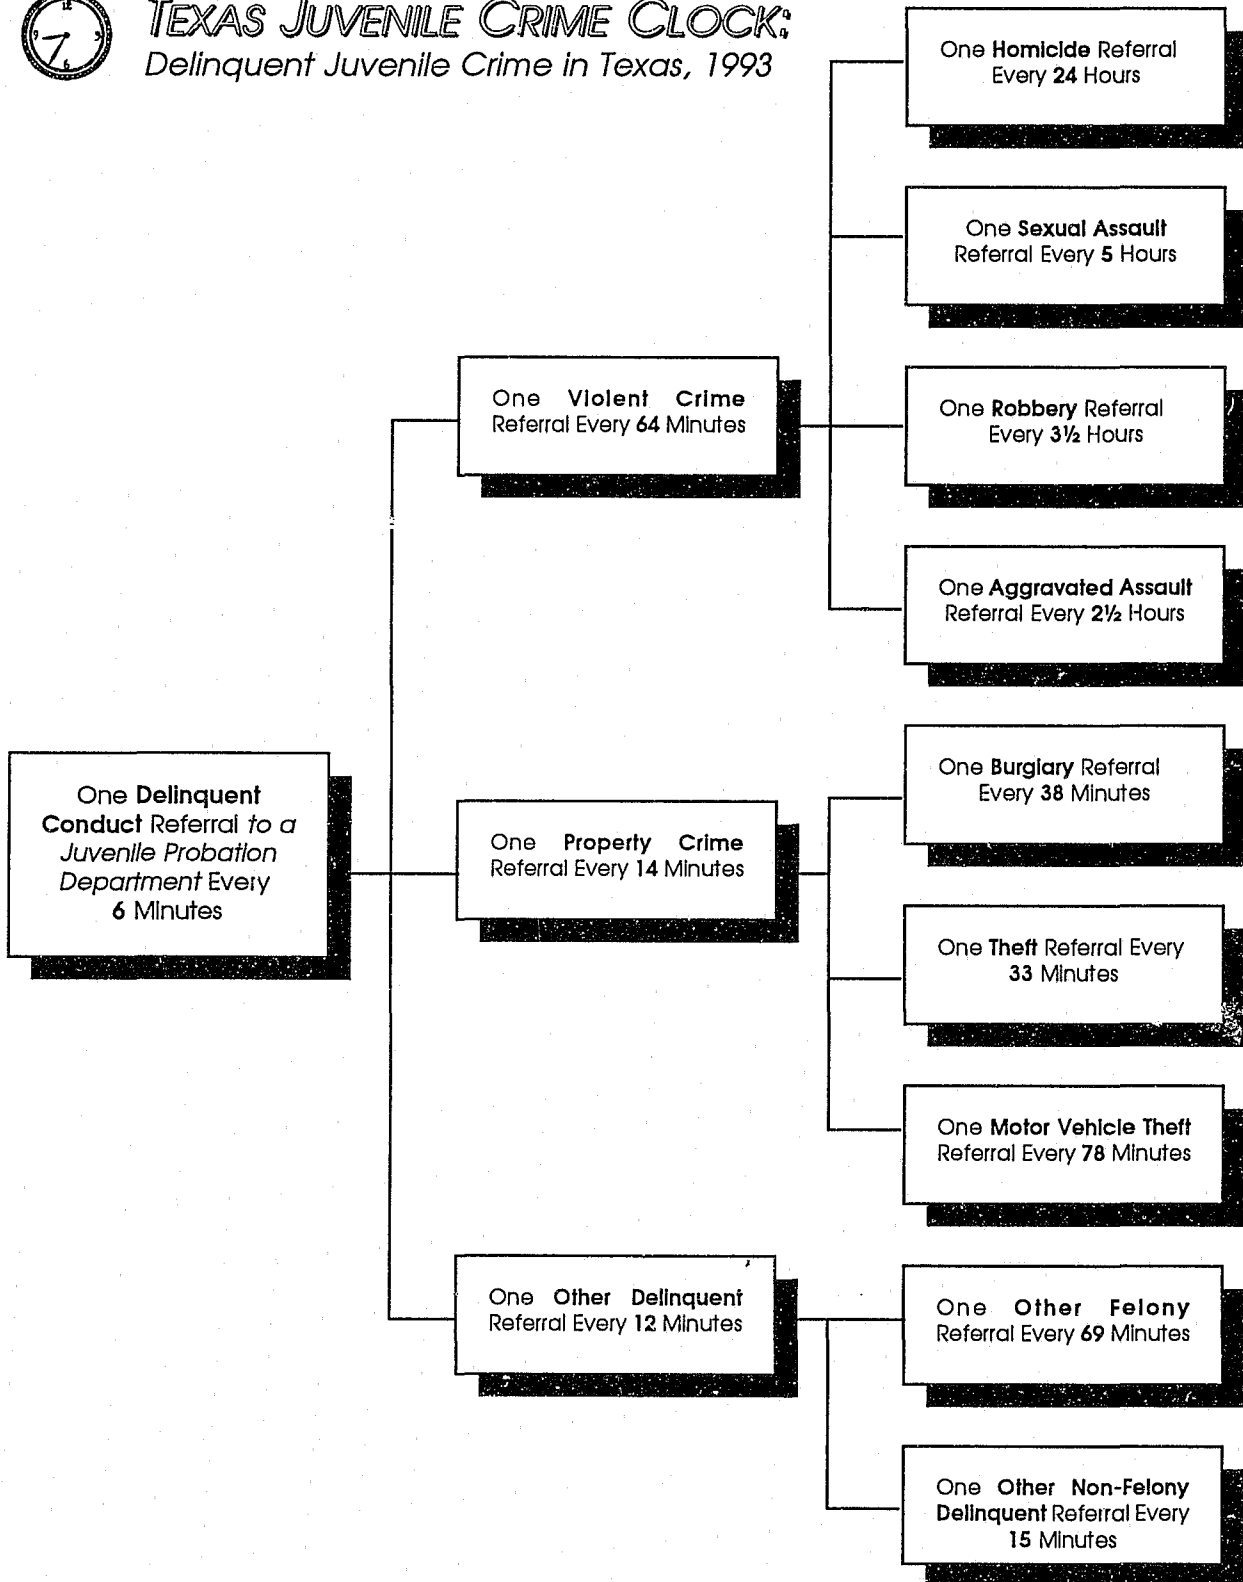 TEXAS JUVENILE CRIME CLOCK:
Delinquent Juvenile Crime in Texas, 1993
One Homicide Referral
Every 24 Hours
One Sexual Assault
Referral Every 5 Hours
One Robbery Referral
Every 3½ Hours
One Aggravated Assault
Referral Every 2½ Hours
One Violent Crime
Referral Every 64 Minutes
One Delinquent
Conduct Referral to a
Juvenile Probation
Department Every
6 Minutes
One Property Crime
Referral Every 14 Minutes
One Burglary Referral
Every 38 Minutes
One Theft Referral Every
33 Minutes
One Motor Vehicle Theft
Referral Every 78 Minutes
One Other Delinquent
Referral Every 12 Minutes
One Other Felony
Referral Every 69 Minutes
One Other Non-Felony
Delinquent Referral Every
15 Minutes